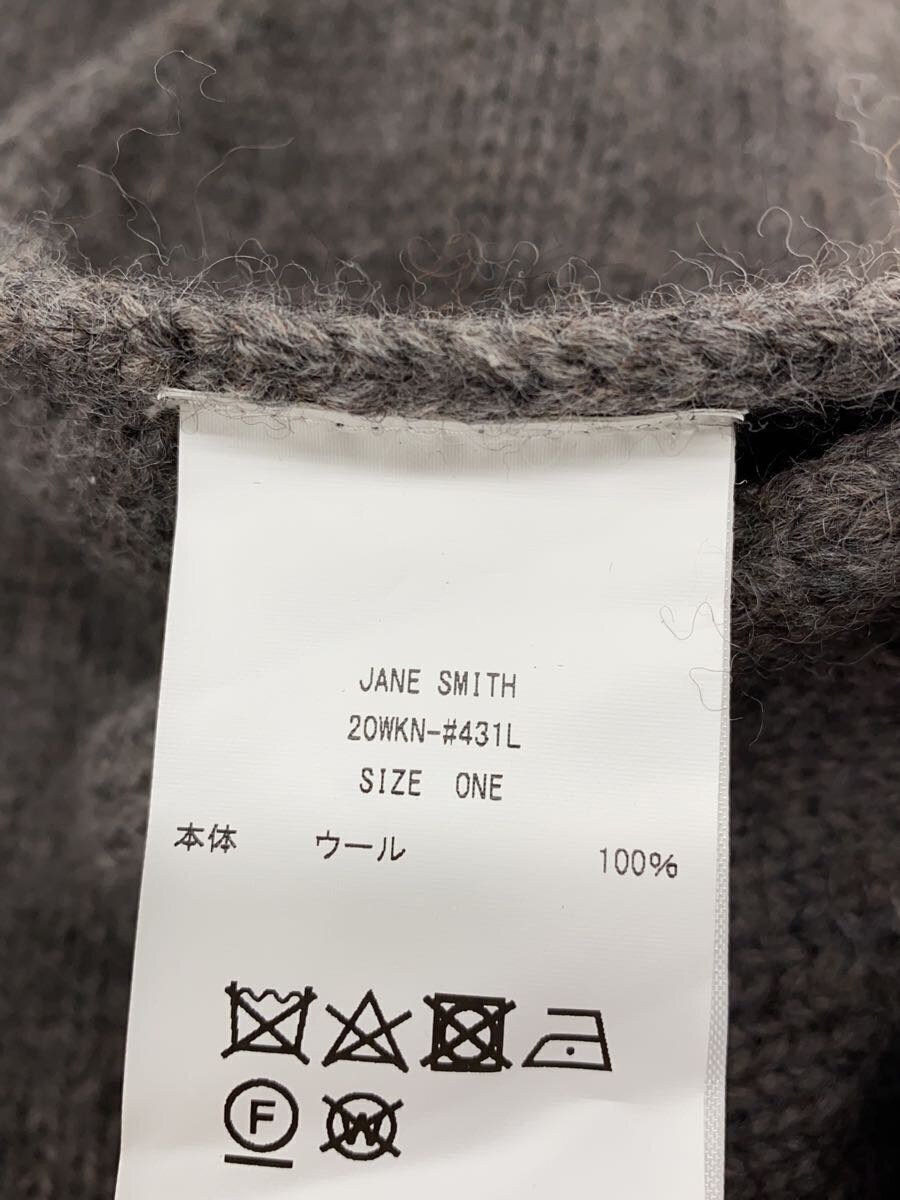 JANE SMITH
20WKN-#431L
SIZE ONE
本体 ウール 100%
F
W